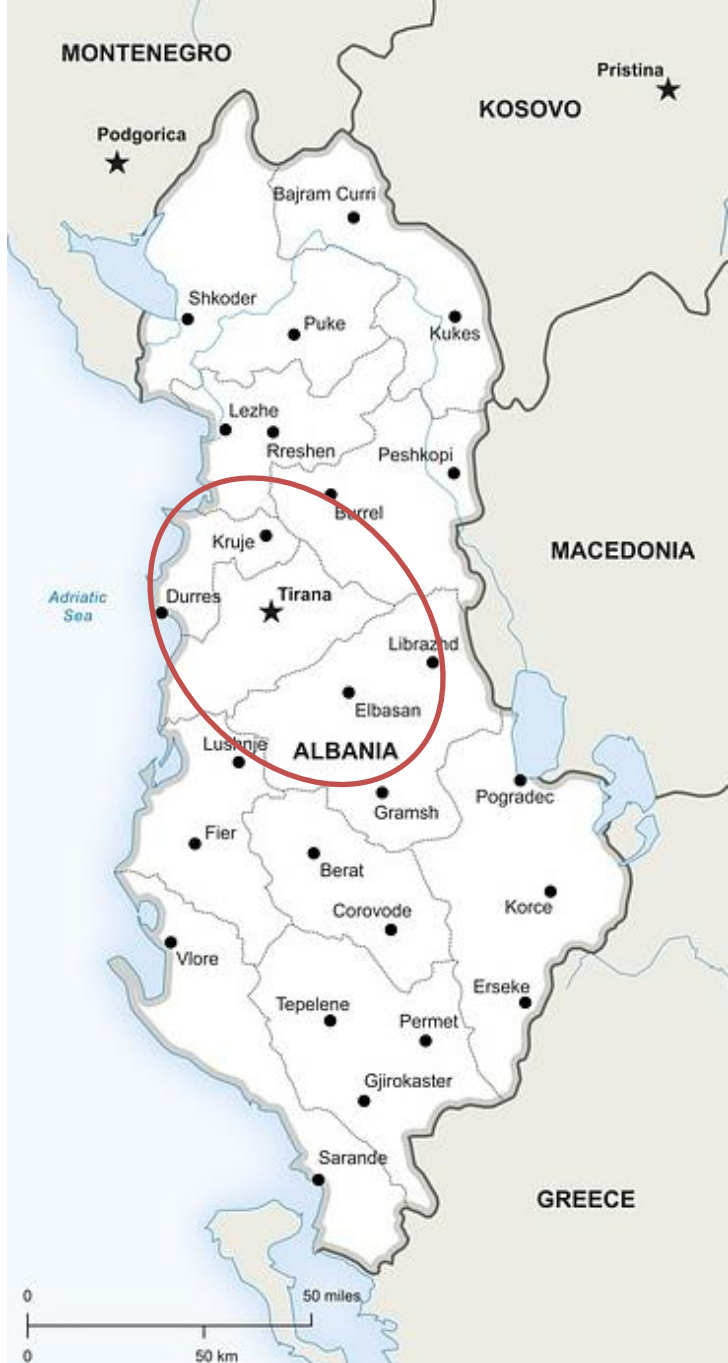 MONTENEGRO
Pristina
KOSOVO
Podgorica
Bajram Curri
Shkoder
Puke
Kukes
Lezhe
Rreshen
Peshkopi
Burrel
Kruje
MACEDONIA
Adriatic
Sea
Durres
Tirana
Librazhd
Elbasan
Lushnje
ALBANIA
Pogradec
Gramsh
Fier
Berat
Korce
Corovode
Vlore
Erseke
Tepelene
Permet
Gjirokaster
Sarande
GREECE
0
50 miles
0
50 km